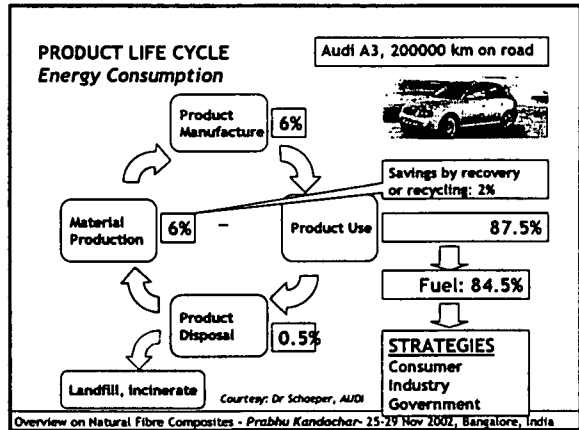 PRODUCT LIFE CYCLE
Energy Consumption
Audi A3, 200000 km on road
Product
Manufacture
6%
Savings by recovery
or recycling: 2%
Material
Production
6%
–
Product Use
87.5%
Fuel: 84.5%
Product
Disposal
0.5%
STRATEGIES
Consumer
Industry
Government
Landfill, incinerate
Courtesy: Dr Schoeper, AUDI
Overview on Natural Fibre Composites - Prabhu Kandachar- 25-29 Nov 2002, Bangalore, India